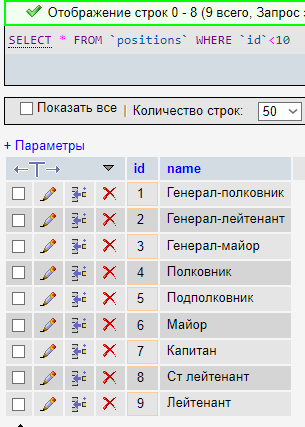 Отображение строк 0 - 8 (9 всего, Запрос
SELECT * FROM `positions` WHERE `id`<10
Показать все | Количество строк: 50
+ Параметры
←T→ id name
1 Генерал-полковник
2 Генерал-лейтенант
3 Генерал-майор
4 Полковник
5 Подполковник
6 Майор
7 Капитан
8 Ст лейтенант
9 Лейтенант